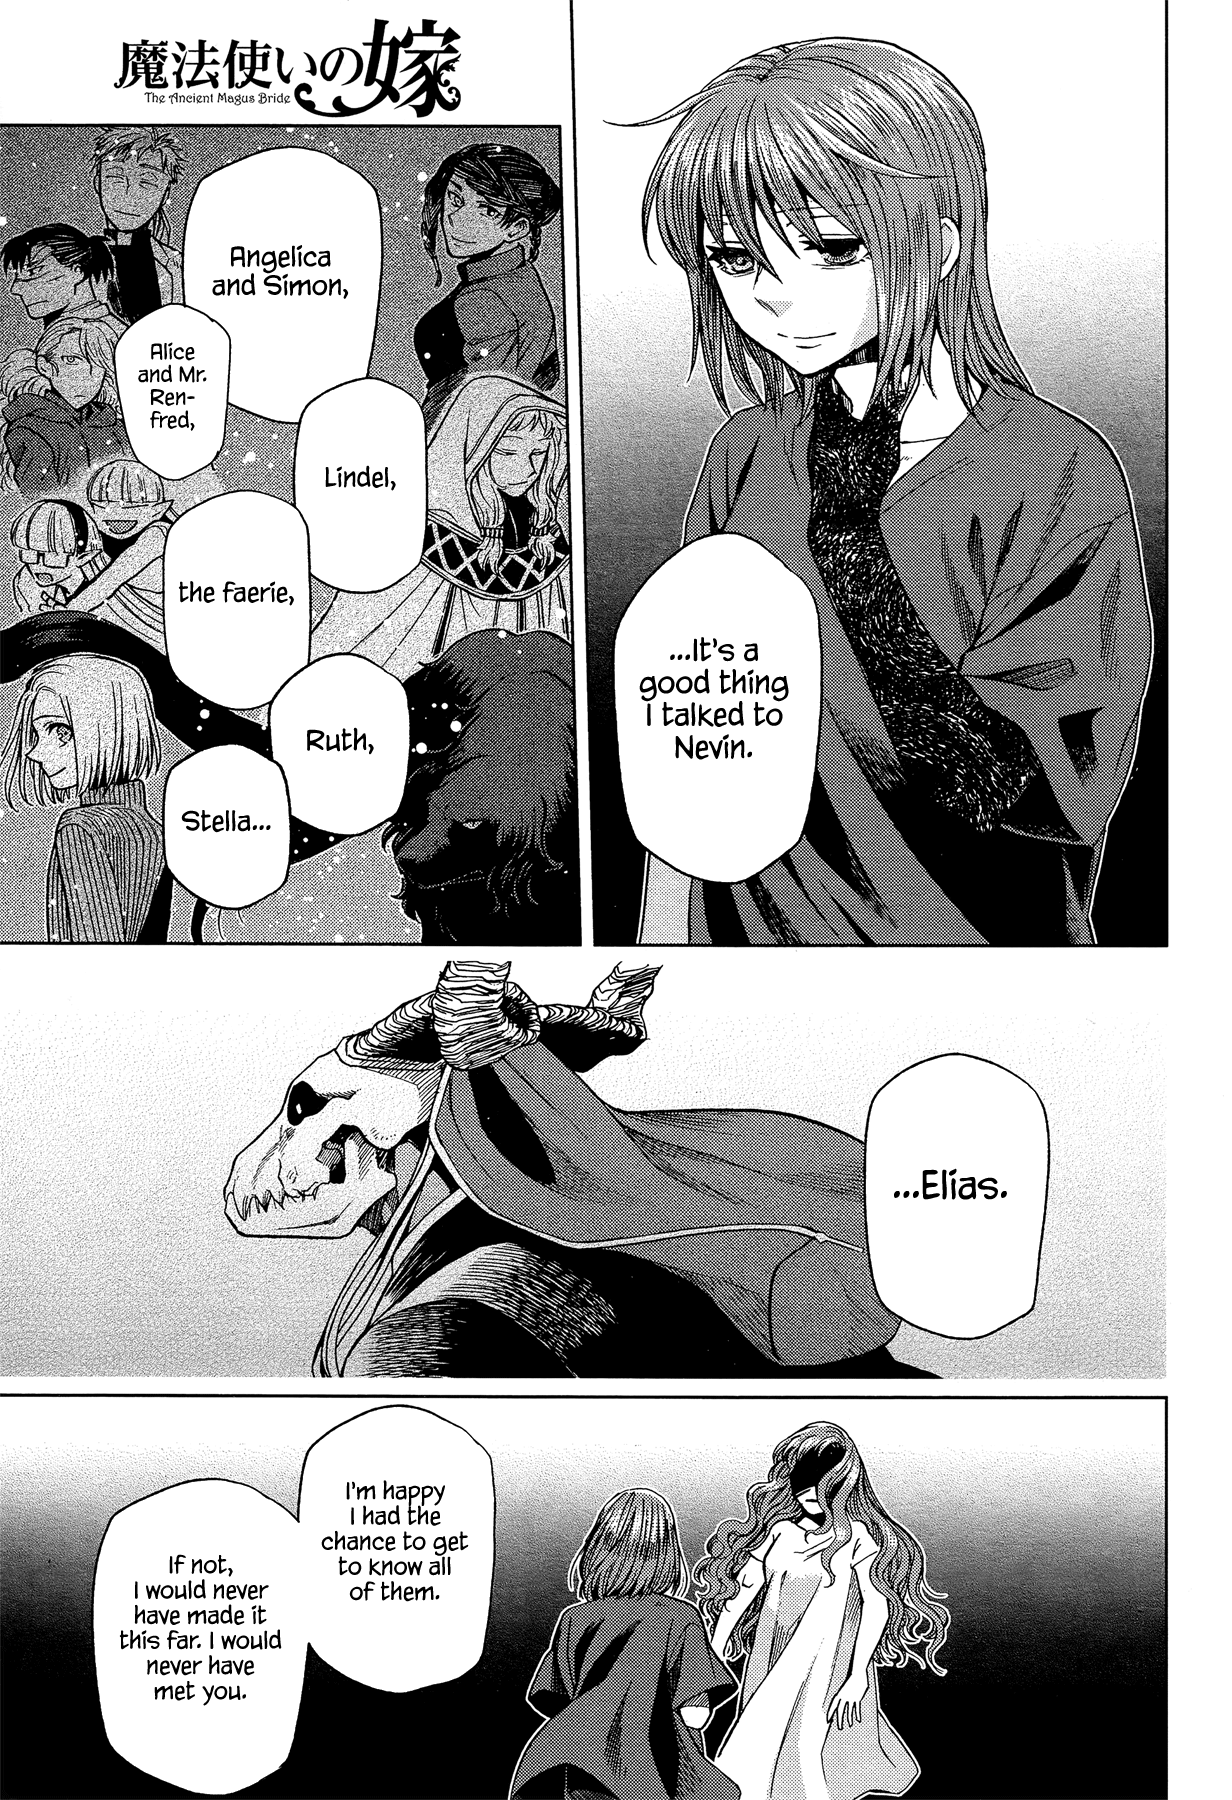 魔法使いの嫁
The Ancient Magus Bride
...It's a
good thing
I talked to
Nevin.
Angelica
and Simon,
Alice
and Mr.
Ren-
fred,
Lindel,
the faerie,
Ruth,
Stella...
...Elias.
I'm happy
I had the
chance to get
to know all
of them.
If not,
I would never
have made it
this far. I would
never have
met you.